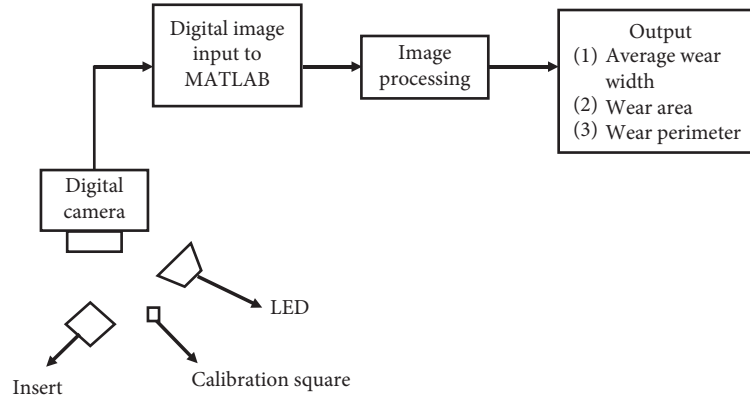 Digital image
input to
MATLAB
Image
processing
Output
(1) Average wear
width
(2) Wear area
(3) Wear perimeter
Digital
camera
LED
Calibration square
Insert